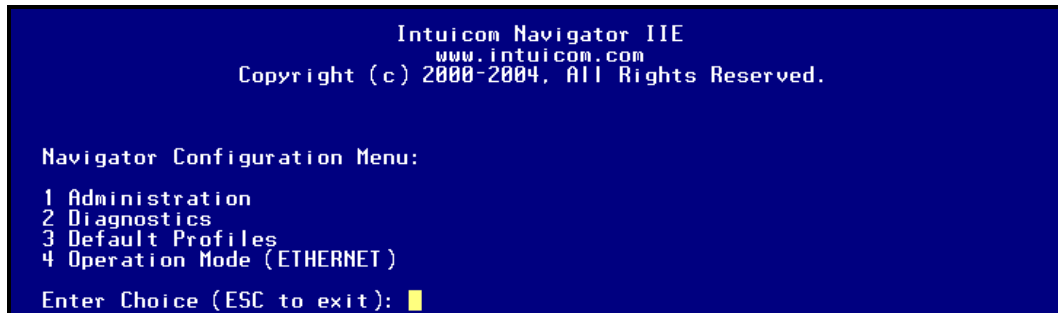 Intuicom Navigator IIE
www.intuicom.com
Copyright (c) 2000-2004, All Rights Reserved.
Navigator Configuration Menu:
1 Administration
2 Diagnostics
3 Default Profiles
4 Operation Mode (ETHERNET)
Enter Choice (ESC to exit):